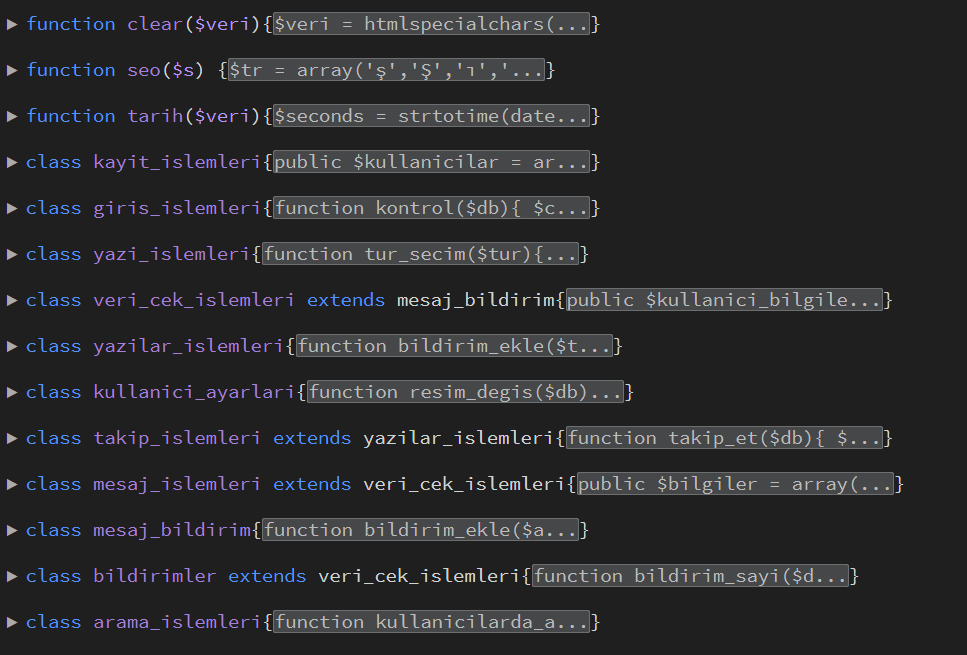 function clear($veri){$veri = htmlspecialchars(...}
function seo($s) {$tr = array('ş','Ş','ı','...}
function tarih($veri){$seconds = strtotime(date...}
class kayit_islemleri{public $kullanicilar = ar...}
class giris_islemleri{function kontrol($db){ $c...}
class yazi_islemleri{function tur_secim($tur){...}
class veri_cek_islemleri extends mesaj_bildirim{public $kullanici_bilgile...}
class yazilar_islemleri{function bildirim_ekle($t...}
class kullanici_ayarlari{function resim_degis($db)...}
class takip_islemleri extends yazilar_islemleri{function takip_et($db){ $...}
class mesaj_islemleri extends veri_cek_islemleri{public $bilgiler = array(...}
class mesaj_bildirim{function bildirim_ekle($a...}
class bildirimler extends veri_cek_islemleri{function bildirim_sayi($d...}
class arama_islemleri{function kullanicilarda_a...}